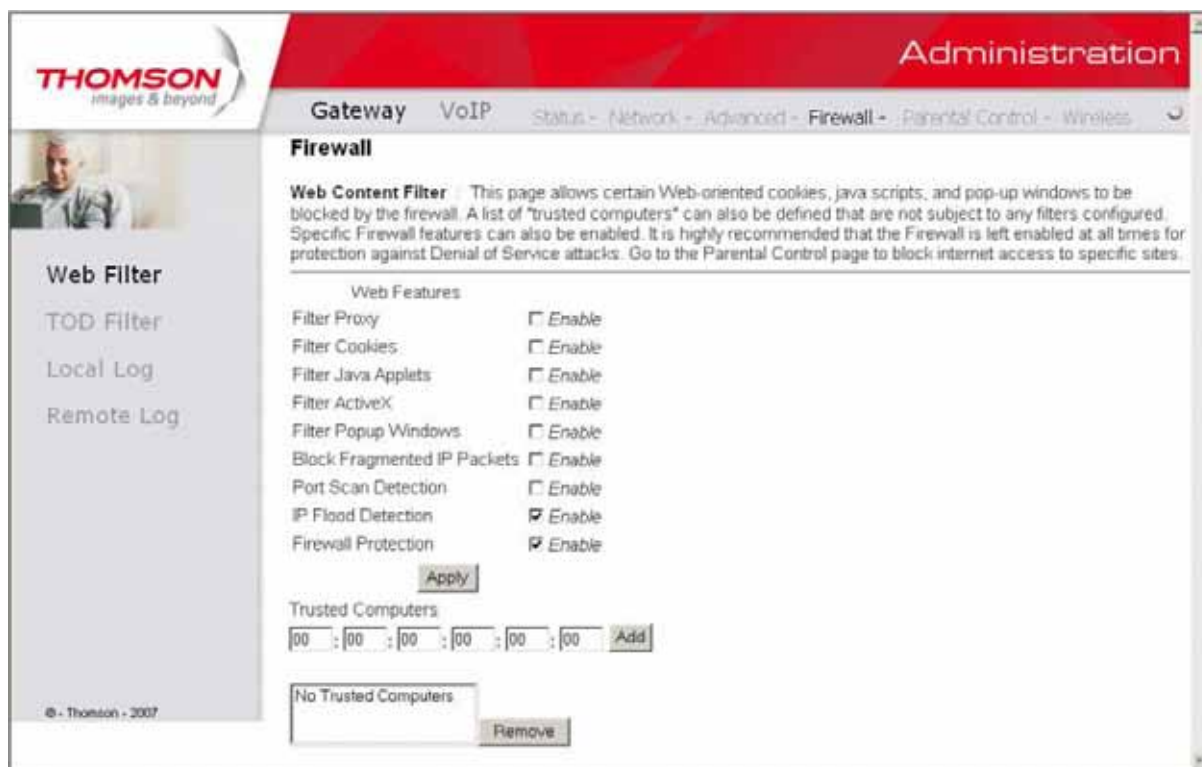 THOMSON
images & beyond
Administration
Gateway VoIP Status - Network - Advanced - Firewall - Parental Control - Wireless
Firewall
Web Content Filter : This page allows certain Web-oriented cookies, java scripts, and pop-up windows to be
blocked by the firewall. A list of "trusted computers" can also be defined that are not subject to any filters configured.
Specific Firewall features can also be enabled. It is highly recommended that the Firewall is left enabled at all times for
protection against Denial of Service attacks. Go to the Parental Control page to block internet access to specific sites.
Web Filter
TOD Filter
Local Log
Remote Log
Web Features
Filter Proxy Enable
Filter Cookies Enable
Filter Java Applets Enable
Filter ActiveX Enable
Filter Popup Windows Enable
Block Fragmented IP Packets Enable
Port Scan Detection Enable
IP Flood Detection Enable
Firewall Protection Enable
Apply
Trusted Computers
00 : 00 : 00 : 00 : 00 : 00 Add
No Trusted Computers
Remove
© - Thomson - 2007